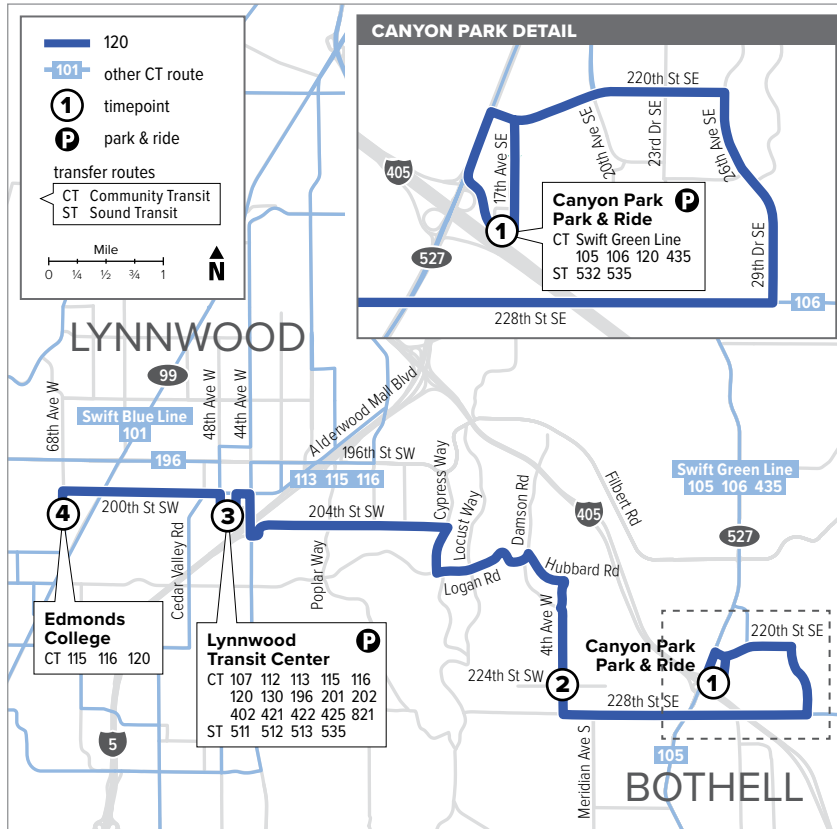 120
101
other CT route
1
timepoint
P
park & ride
transfer routes
CT Community Transit
ST Sound Transit
Mile
0 ¼ ½ ¾ 1
N
CANYON PARK DETAIL
220th St SE
20th Ave SE
23rd Dr SE
26th Ave SE
17th Ave SE
405
527
29th Dr SE
1
Canyon Park
Park & Ride
P
CT Swift Green Line
105 106 120 435
ST 532 535
106
228th St SE
LYNNWOOD
99
68th Ave W
48th Ave W
44th Ave W
Alderwood Mall Blvd
Swift Blue Line
101
196
196th St SW
113 115 116
Cypress Way
Locust Way
Damson Rd
Filbert Rd
Swift Green Line
105 106 435
405
527
4
200th St SW
3
204th St SW
Cedar Valley Rd
Poplar Way
Logan Rd
Hubbard Rd
4th Ave W
Edmonds
College
CT 115 116 120
Lynnwood
Transit Center
P
CT 107 112 113 115 116
120 130 196 201 202
402 421 422 425 821
ST 511 512 513 535
5
224th St SW
2
Canyon Park
Park & Ride
1
220th St SE
228th St SE
Meridian Ave S
105
BOTHELL